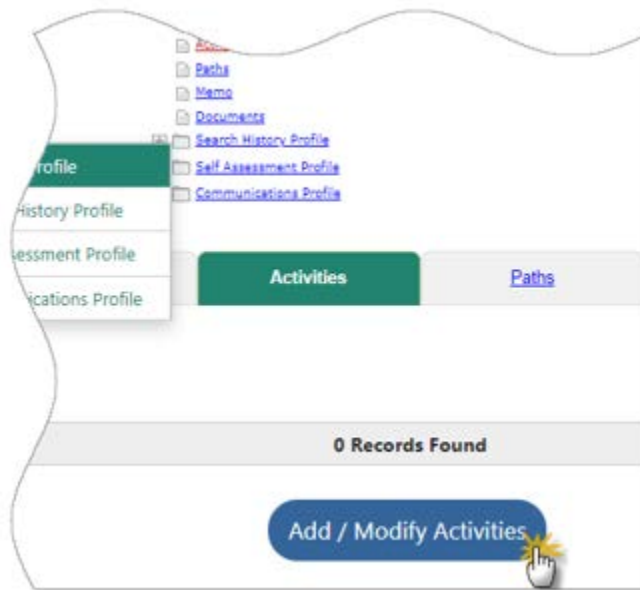 Paths
Memo
Documents
Search History Profile
Self Assessment Profile
Communications Profile
rofile
History Profile
essment Profile
ications Profile
Activities
Paths
0 Records Found
Add / Modify Activities